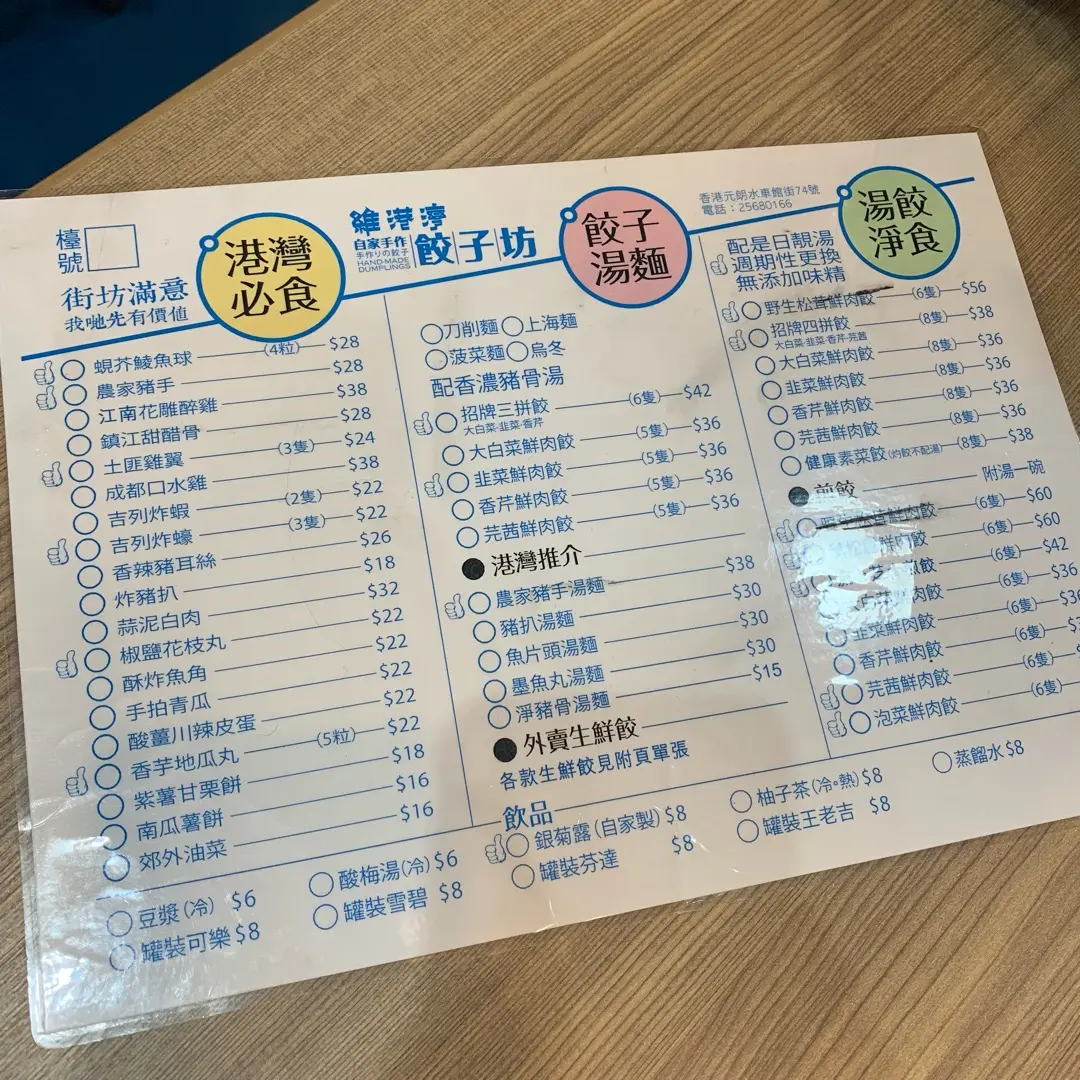 檯號
街坊滿意
我哋先有價值
港灣必食
蜆芥鯪魚球 (4粒) $28
農家豬手 $28
江南花雕醉雞 $38
鎮江甜醋骨 $28
土匪雞翼 (3隻) $24
成都口水雞 $38
吉列炸蝦 (2隻) $22
吉列炸蠔 (3隻) $22
香辣豬耳絲 $26
炸豬扒 $18
蒜泥白肉 $32
椒鹽花枝丸 $22
酥炸魚角 $22
手拍青瓜 $22
酸薑川辣皮蛋 $22
香芋地瓜丸 (5粒) $22
紫薯甘栗餅 $18
南瓜薯餅 $16
郊外油菜 $16
維港灣
自家手作
手作りの餃子
HAND-MADE
DUMPLINGS
餃子坊
餃子湯麵
刀削麵 上海麵
菠菜麵 烏冬
配香濃豬骨湯
招牌三拼餃 (6隻) $42
大白菜·韭菜·香芹
大白菜鮮肉餃 (5隻) $36
韭菜鮮肉餃 (5隻) $36
香芹鮮肉餃 (5隻) $36
芫茜鮮肉餃 (5隻) $36
港灣推介
農家豬手湯麵 $38
豬扒湯麵 $30
魚片頭湯麵 $30
墨魚丸湯麵 $30
淨豬骨湯麵 $15
外賣生鮮餃
各款生鮮餃見附頁單張
香港元朗水車館街74號
電話:25680166
湯餃淨食
配是日靚湯
週期性更換
無添加味精
野生松茸鮮肉餃 (6隻) $56
招牌四拼餃 (8隻) $38
大白菜·韭菜·香芹·芫茜
大白菜鮮肉餃 (8隻) $36
韭菜鮮肉餃 (8隻) $36
香芹鮮肉餃 (8隻) $36
芫茜鮮肉餃 (8隻) $36
健康素菜餃(灼餃不配湯) (8隻) $38
煎餃 附湯一碗
鮮肉餃 (6隻) $60
鮮肉餃 (6隻) $60
魚餃 (6隻) $42
肉餃 (6隻) $36
韭菜鮮肉餃 (6隻)
香芹鮮肉餃 (6隻)
芫茜鮮肉餃 (6隻)
泡菜鮮肉餃 (6隻)
飲品
豆漿(冷) $6
酸梅湯(冷) $6
銀菊露(自家製) $8
柚子茶(冷。熱) $8
蒸餾水 $8
罐裝可樂 $8
罐裝雪碧 $8
罐裝芬達 $8
罐裝王老吉 $8